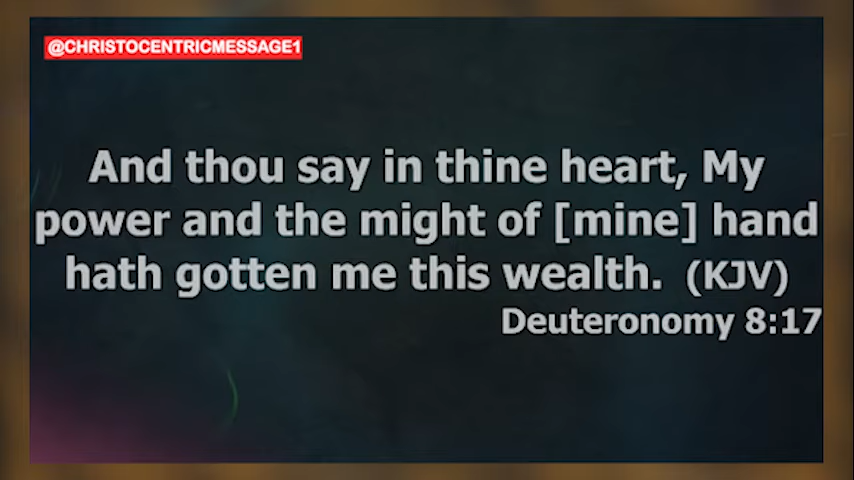 @CHRISTOCENTRICMESSAGE1
And thou say in thine heart, My
power and the might of [mine] hand
hath gotten me this wealth. (KJV)
Deuteronomy 8:17